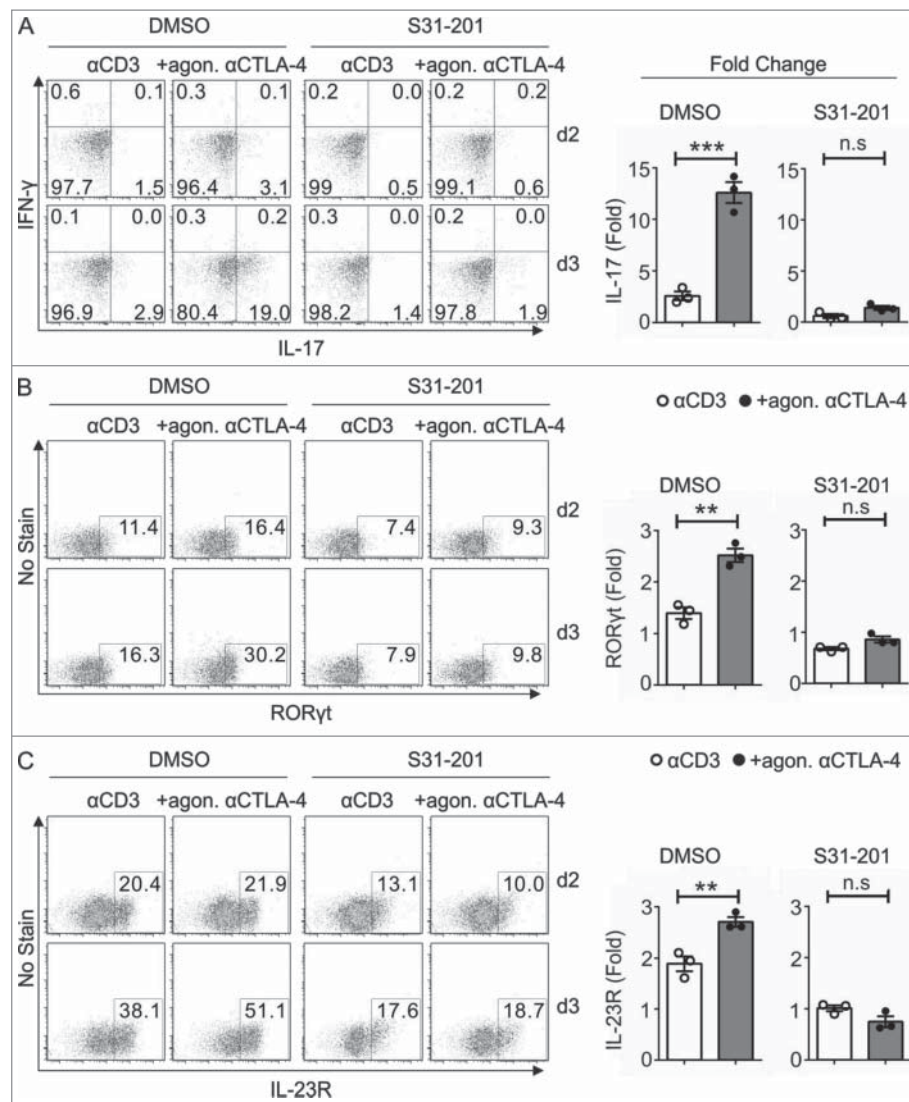 A
DMSO S31-201
αCD3 +agon. αCTLA-4 αCD3 +agon. αCTLA-4
0.6 0.1 0.3 0.1 0.2 0.0 0.2 0.2
d2
97.7 1.5 96.4 3.1 99 0.5 99.1 0.6
0.1 0.0 0.3 0.2 0.3 0.0 0.2 0.0
d3
96.9 2.9 80.4 19.0 98.2 1.4 97.8 1.9
IFN-γ
IL-17
Fold Change
DMSO S31-201
*** n.s
15 15
10 10
5 5
0 0
IL-17 (Fold)
B
DMSO S31-201
αCD3 +agon. αCTLA-4 αCD3 +agon. αCTLA-4
11.4 16.4 7.4 9.3
d2
16.3 30.2 7.9 9.8
d3
No Stain
RORγt
αCD3 +agon. αCTLA-4
DMSO S31-201
** n.s
3 3
2 2
1 1
0 0
RORγt (Fold)
C
DMSO S31-201
αCD3 +agon. αCTLA-4 αCD3 +agon. αCTLA-4
20.4 21.9 13.1 10.0
d2
38.1 51.1 17.6 18.7
d3
No Stain
IL-23R
αCD3 +agon. αCTLA-4
DMSO S31-201
** n.s
3 3
2 2
1 1
0 0
IL-23R (Fold)